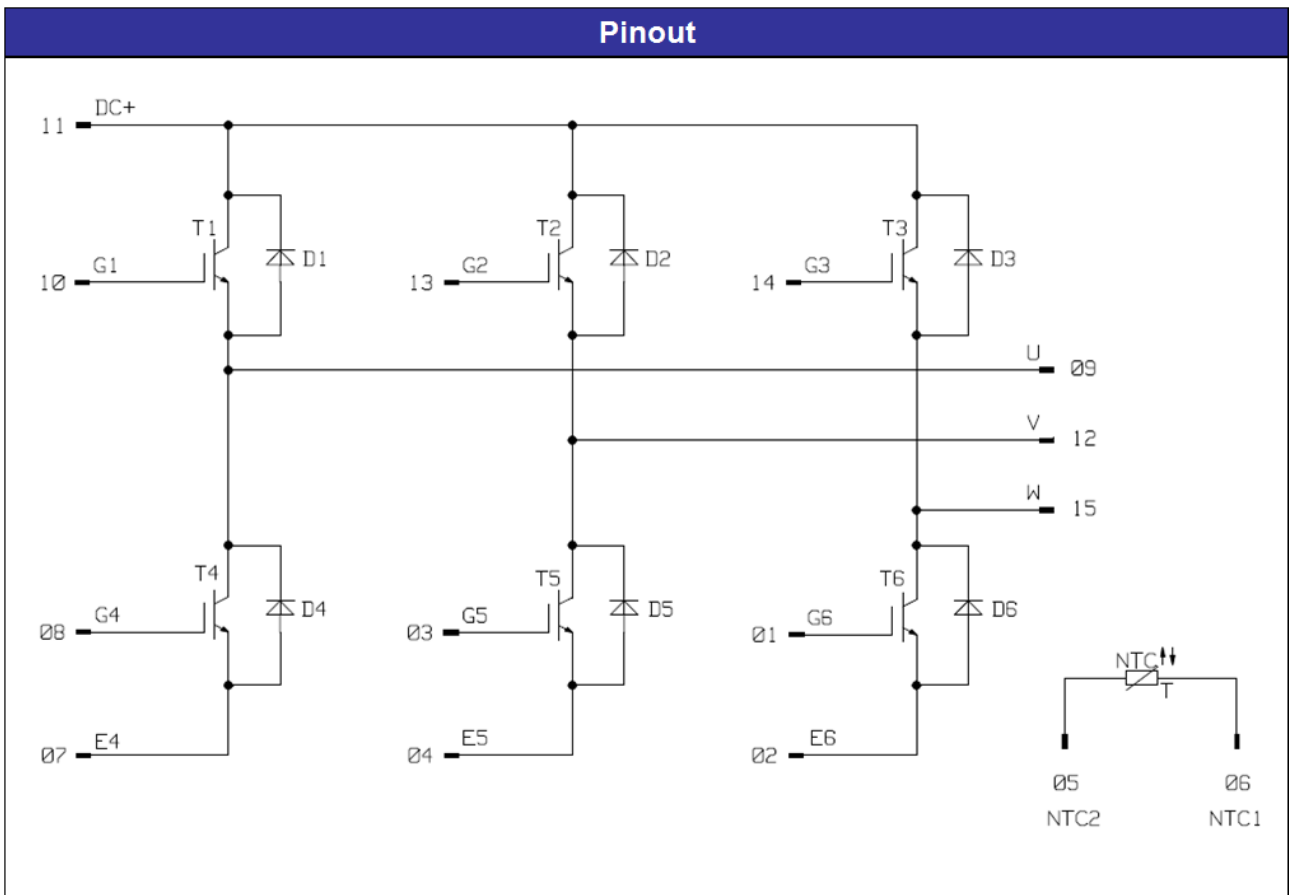 Pinout
DC+
11
T1
T2
T3
D1
D2
D3
10 G1
13 G2
14 G3
U
09
V
12
W
15
T4
T5
T6
D4
D5
D6
08 G4
03 G5
01 G6
NTC
T
07 E4
04 E5
02 E6
05
06
NTC2
NTC1